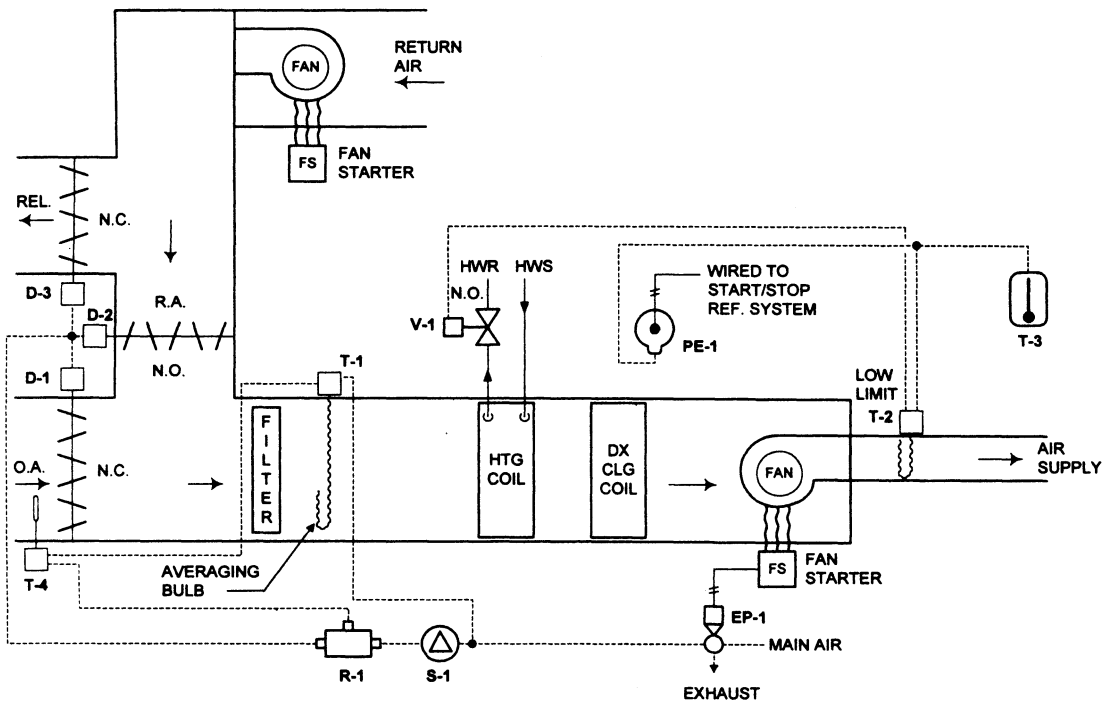 FAN
RETURN
AIR
FS
FAN
STARTER
REL.
N.C.
D-3
D-2
R.A.
N.O.
D-1
T-1
HWR
HWS
N.O.
V-1
WIRED TO
START/STOP
REF. SYSTEM
PE-1
T-3
LOW
LIMIT
T-2
O.A.
N.C.
FILTER
HTG
COIL
DX
CLG
COIL
FAN
AIR
SUPPLY
T-4
AVERAGING
BULB
FS
FAN
STARTER
EP-1
MAIN AIR
R-1
S-1
EXHAUST